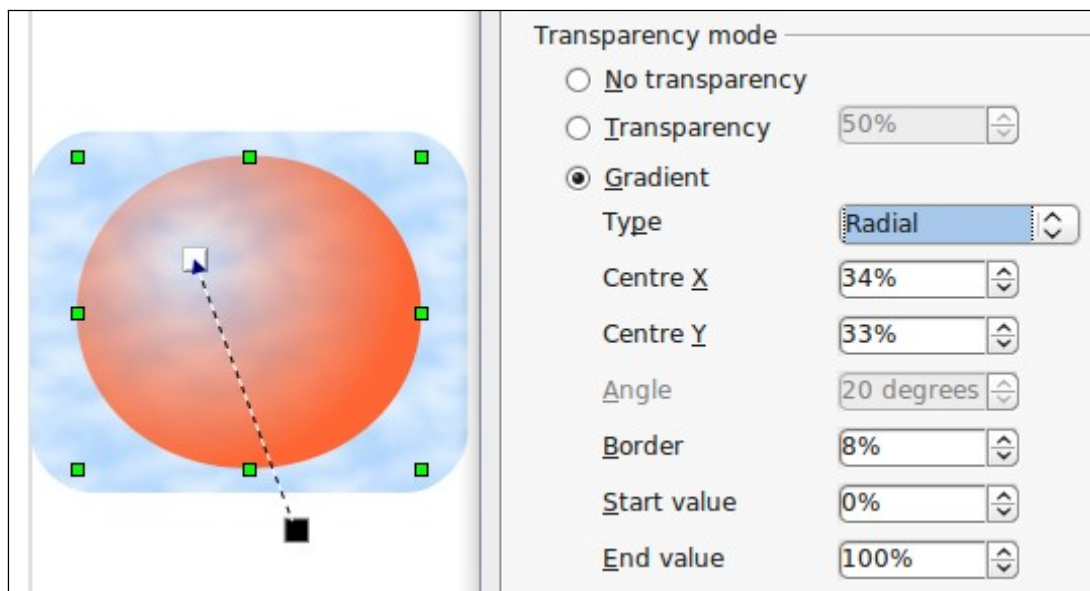 Transparency mode
No transparency
Transparency 50%
Gradient
Type Radial
Centre X 34%
Centre Y 33%
Angle 20 degrees
Border 8%
Start value 0%
End value 100%